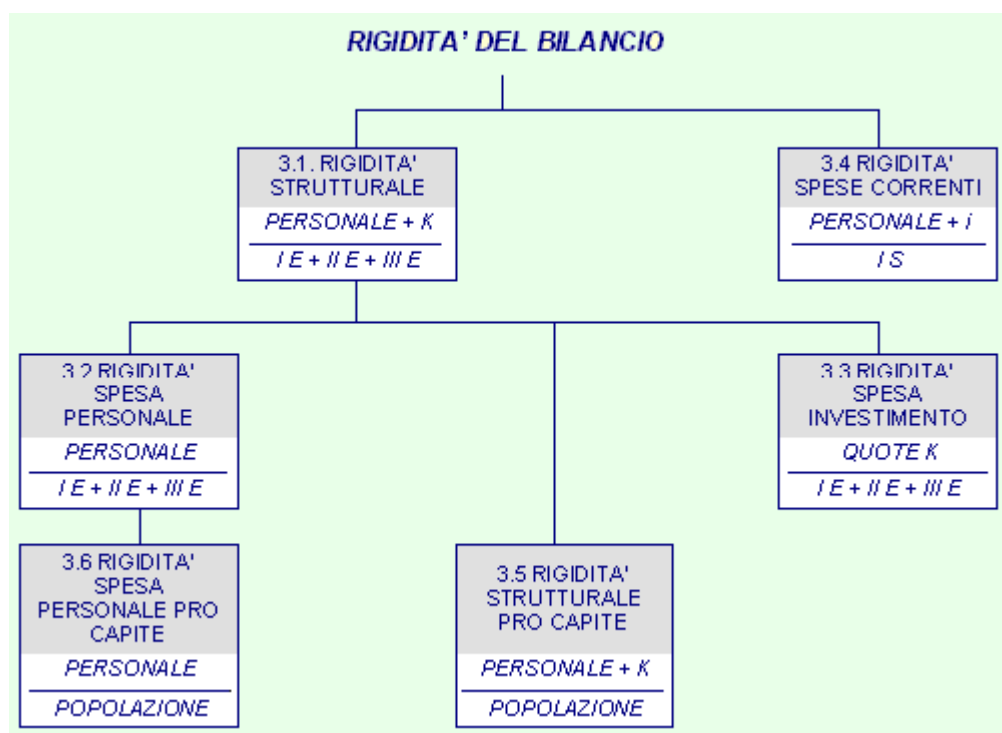 RIGIDITA' DEL BILANCIO
3.1. RIGIDITA'
STRUTTURALE
PERSONALE + K
I E + II E + III E
3.4 RIGIDITA'
SPESE CORRENTI
PERSONALE + i
I S
3.2 RIGIDITA'
SPESA
PERSONALE
PERSONALE
I E + II E + III E
3.3 RIGIDITA'
SPESA
INVESTIMENTO
QUOTE K
I E + II E + III E
3.6 RIGIDITA'
SPESA
PERSONALE PRO
CAPITE
PERSONALE
POPOLAZIONE
3.5 RIGIDITA'
STRUTTURALE
PRO CAPITE
PERSONALE + K
POPOLAZIONE